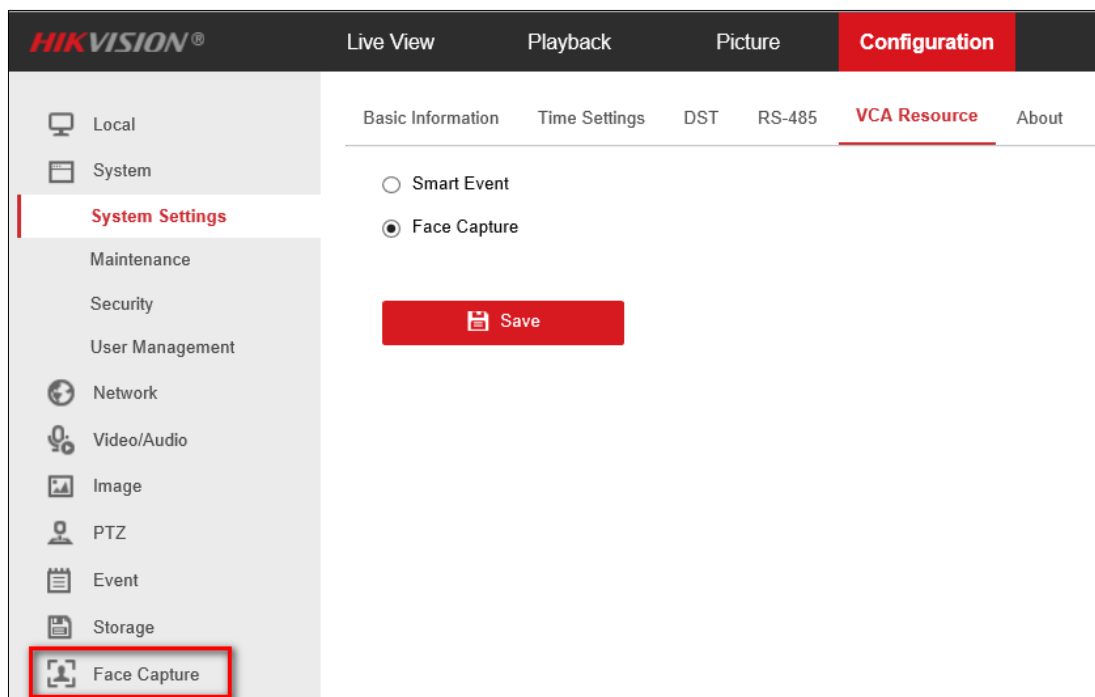 HIKVISION® Live View Playback Picture Configuration
Basic Information Time Settings DST RS-485 VCA Resource About
Local
System
System Settings
Maintenance
Security
User Management
Network
Video/Audio
Image
PTZ
Event
Storage
Face Capture
Smart Event
Face Capture
Save